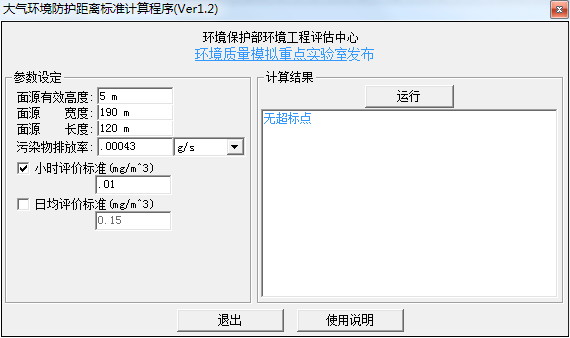 大气环境防护距离标准计算程序(Ver1.2)
环境保护部环境工程评估中心
环境质量模拟重点实验室发布
参数设定
面源有效高度: 5 m
面源 宽度: 190 m
面源 长度: 120 m
污染物排放率: .00043 g/s
小时评价标准(mg/m^3)
.01
日均评价标准(mg/m^3)
0.15
计算结果
运行
无超标点
退出
使用说明